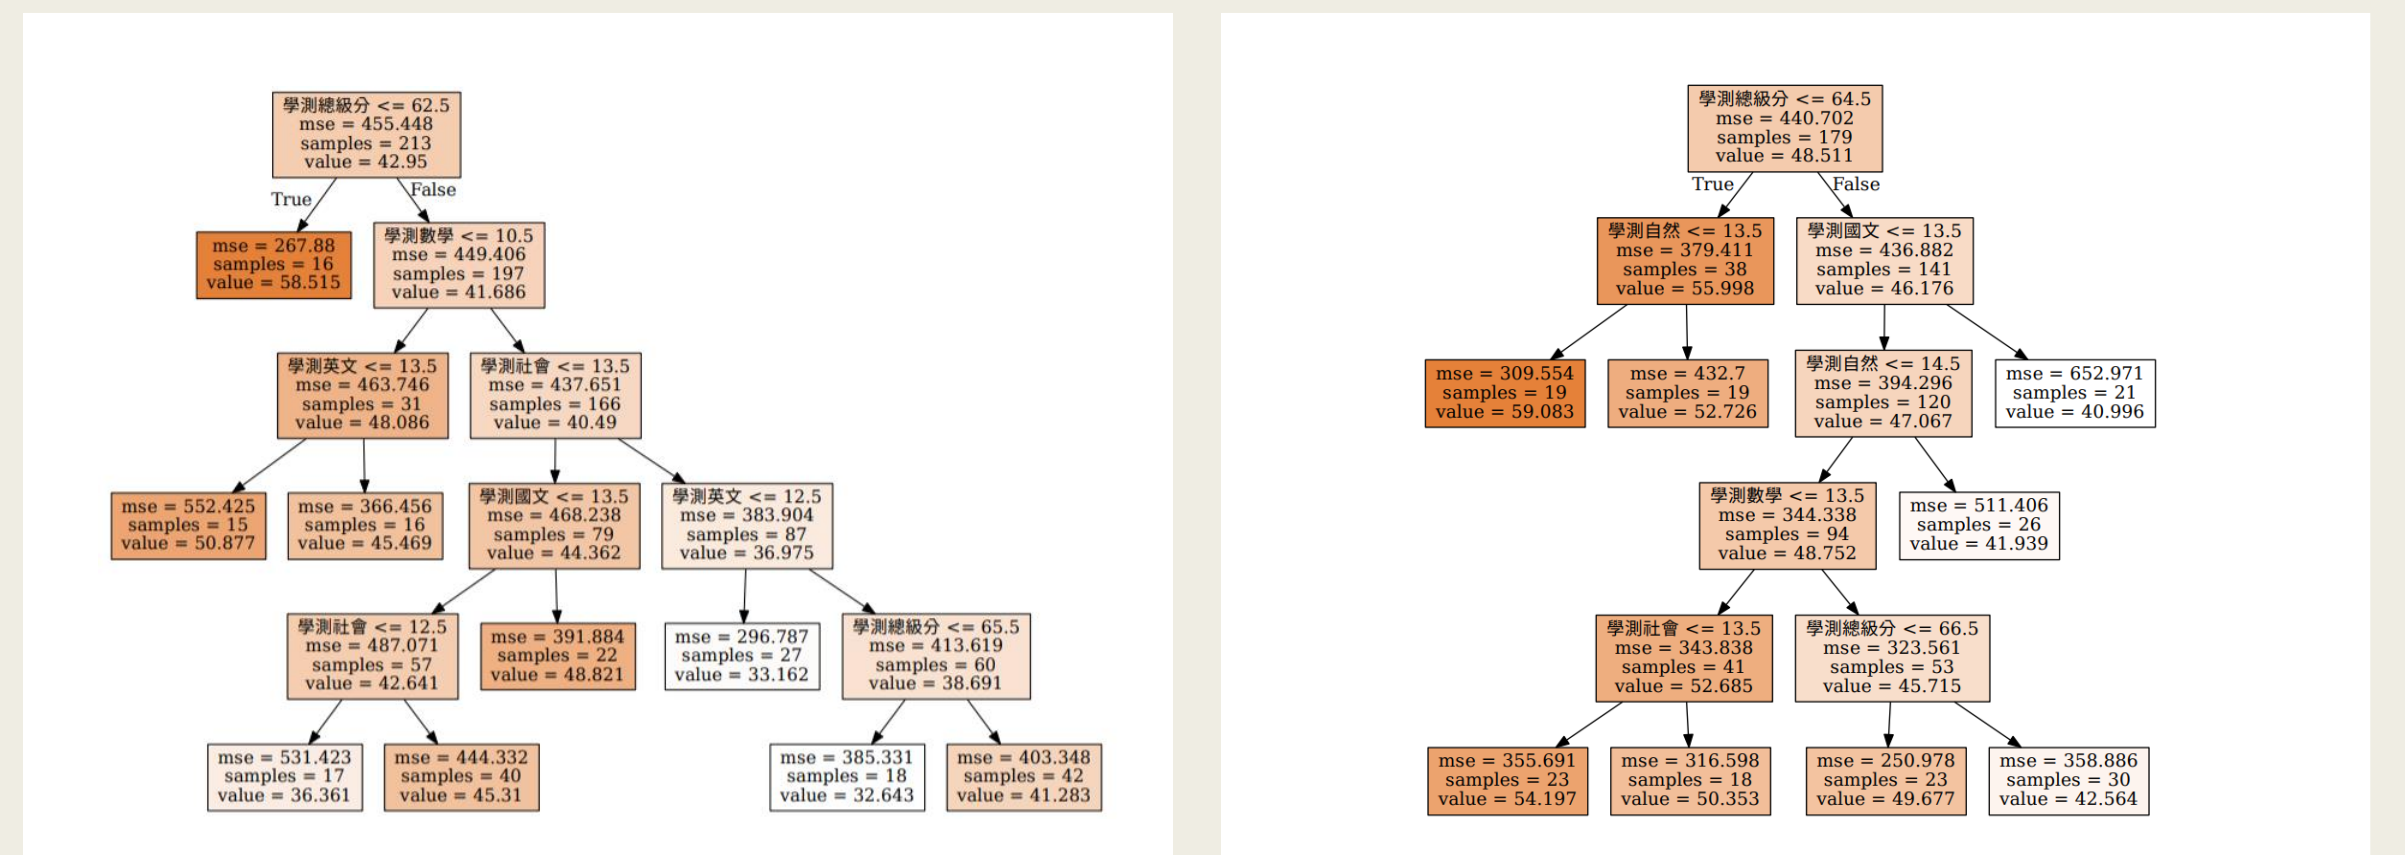 學測總級分 <= 62.5
mse = 455.448
samples = 213
value = 42.95
True
False
mse = 267.88
samples = 16
value = 58.515
學測數學 <= 10.5
mse = 449.406
samples = 197
value = 41.686
學測英文 <= 13.5
mse = 463.746
samples = 31
value = 48.086
學測社會 <= 13.5
mse = 437.651
samples = 166
value = 40.49
mse = 552.425
samples = 15
value = 50.877
mse = 366.456
samples = 16
value = 45.469
學測國文 <= 13.5
mse = 468.238
samples = 79
value = 44.362
學測英文 <= 12.5
mse = 383.904
samples = 87
value = 36.975
學測社會 <= 12.5
mse = 487.071
samples = 57
value = 42.641
mse = 391.884
samples = 22
value = 48.821
mse = 296.787
samples = 27
value = 33.162
學測總級分 <= 65.5
mse = 413.619
samples = 60
value = 38.691
mse = 531.423
samples = 17
value = 36.361
mse = 444.332
samples = 40
value = 45.31
mse = 385.331
samples = 18
value = 32.643
mse = 403.348
samples = 42
value = 41.283
學測總級分 <= 64.5
mse = 440.702
samples = 179
value = 48.511
True
False
學測自然 <= 13.5
mse = 379.411
samples = 38
value = 55.998
學測國文 <= 13.5
mse = 436.882
samples = 141
value = 46.176
mse = 309.554
samples = 19
value = 59.083
mse = 432.7
samples = 19
value = 52.726
學測自然 <= 14.5
mse = 394.296
samples = 120
value = 47.067
mse = 652.971
samples = 21
value = 40.996
學測數學 <= 13.5
mse = 344.338
samples = 94
value = 48.752
mse = 511.406
samples = 26
value = 41.939
學測社會 <= 13.5
mse = 343.838
samples = 41
value = 52.685
學測總級分 <= 66.5
mse = 323.561
samples = 53
value = 45.715
mse = 355.691
samples = 23
value = 54.197
mse = 316.598
samples = 18
value = 50.353
mse = 250.978
samples = 23
value = 49.677
mse = 358.886
samples = 30
value = 42.564